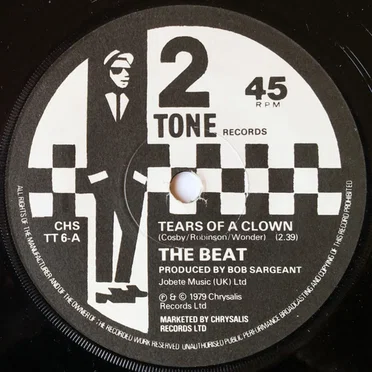 2
TONE RECORDS
45
RPM
CHS
TT 6-A
TEARS OF A CLOWN
(Cosby/Robinson/Wonder) (2.39)
THE BEAT
PRODUCED BY BOB SARGEANT
Jobete Music (UK) Ltd
℗ & © 1979 Chrysalis
Records Ltd
MARKETED BY CHRYSALIS
RECORDS LTD
ALL RIGHTS OF THE MANUFACTURER AND OF THE OWNER OF THE RECORDED WORK RESERVED UNAUTHORISED PUBLIC PERFORMANCE BROADCASTING AND COPYING OF THIS RECORD PROHIBITED